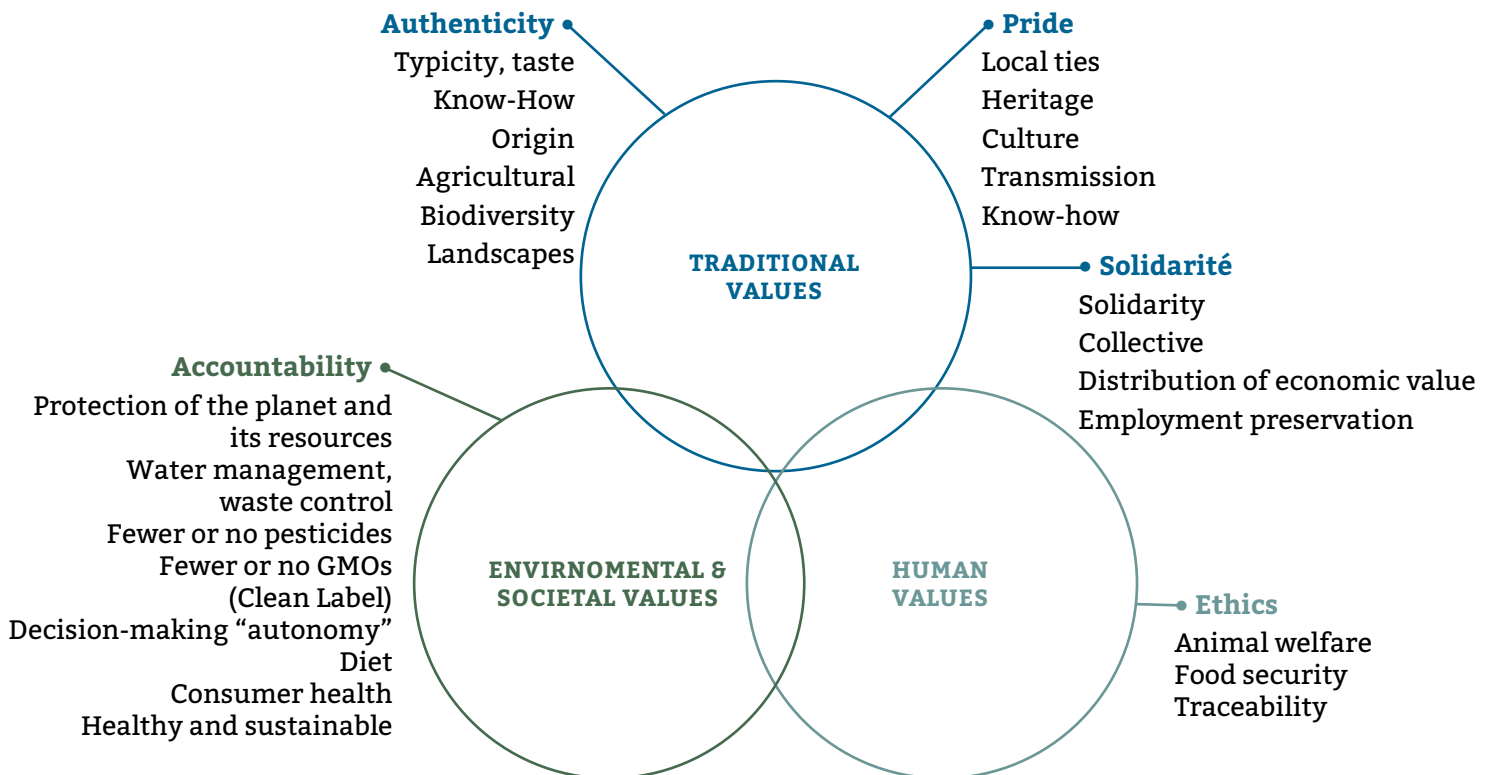 Authenticity
Typicity, taste
Know-How
Origin
Agricultural
Biodiversity
Landscapes
Pride
Local ties
Heritage
Culture
Transmission
Know-how
TRADITIONAL
VALUES
Solidarité
Solidarity
Collective
Distribution of economic value
Employment preservation
Accountability
Protection of the planet and
its resources
Water management,
waste control
Fewer or no pesticides
Fewer or no GMOs
(Clean Label)
Decision-making “autonomy”
Diet
Consumer health
Healthy and sustainable
ENVIRNOMENTAL &
SOCIETAL VALUES
HUMAN
VALUES
Ethics
Animal welfare
Food security
Traceability